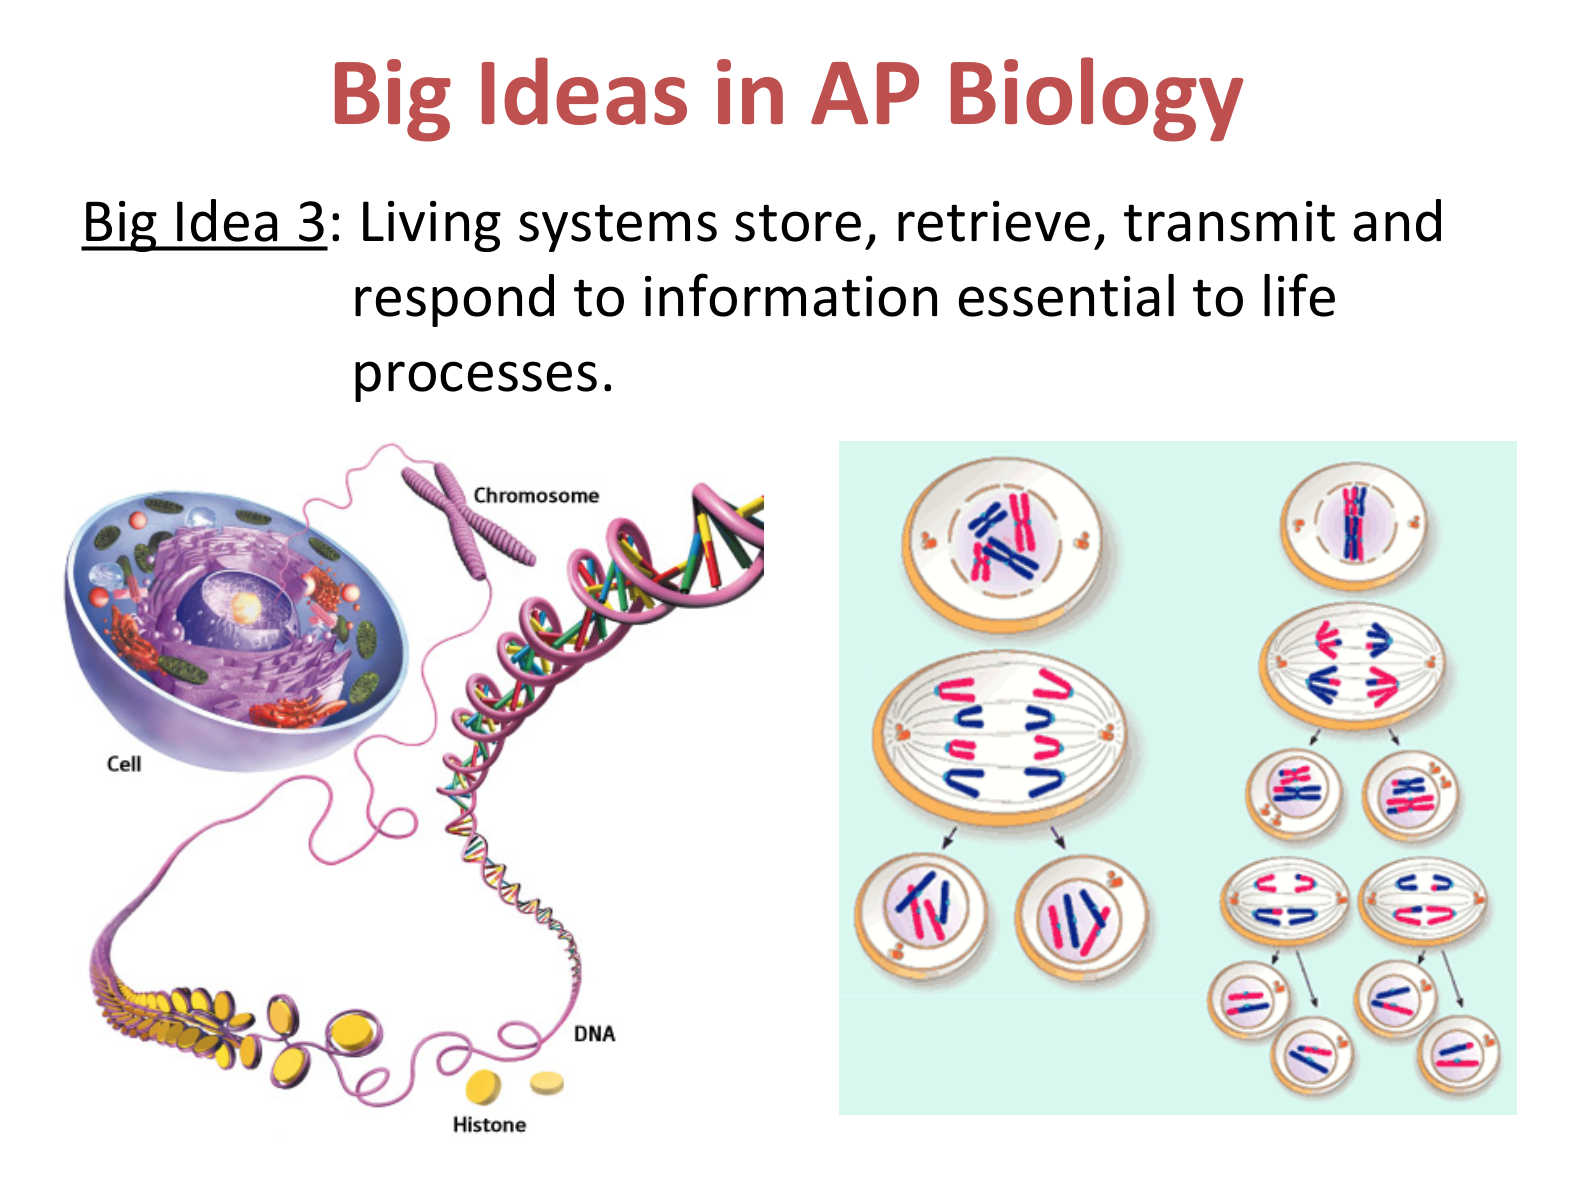 Big Ideas in AP Biology
Big Idea 3: Living systems store, retrieve, transmit and
respond to information essential to life
processes.
Chromosome
Cell
DNA
Histone